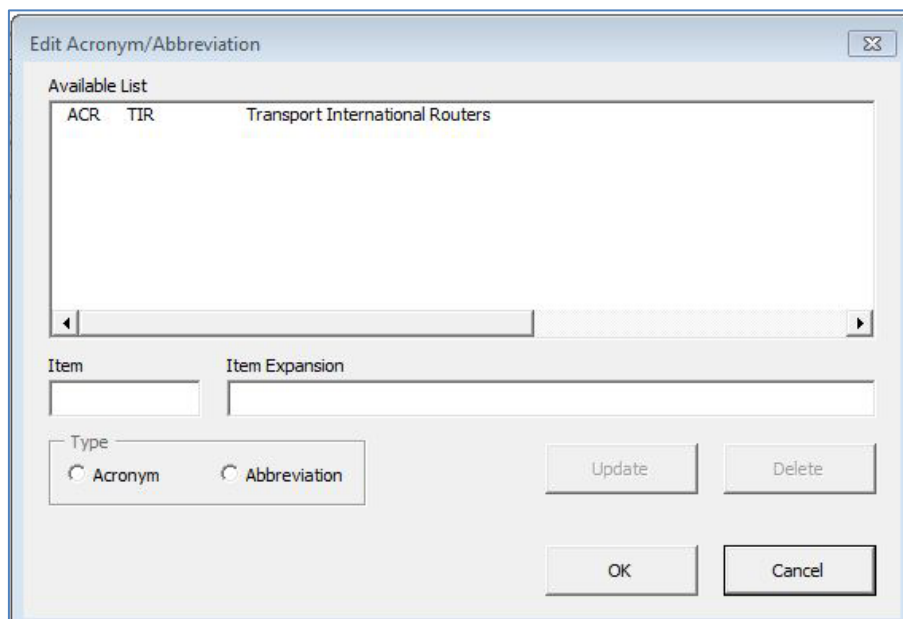 Edit Acronym/Abbreviation
Available List
ACR TIR Transport International Routers
Item Item Expansion
Type
Acronym Abbreviation Update Delete
OK Cancel